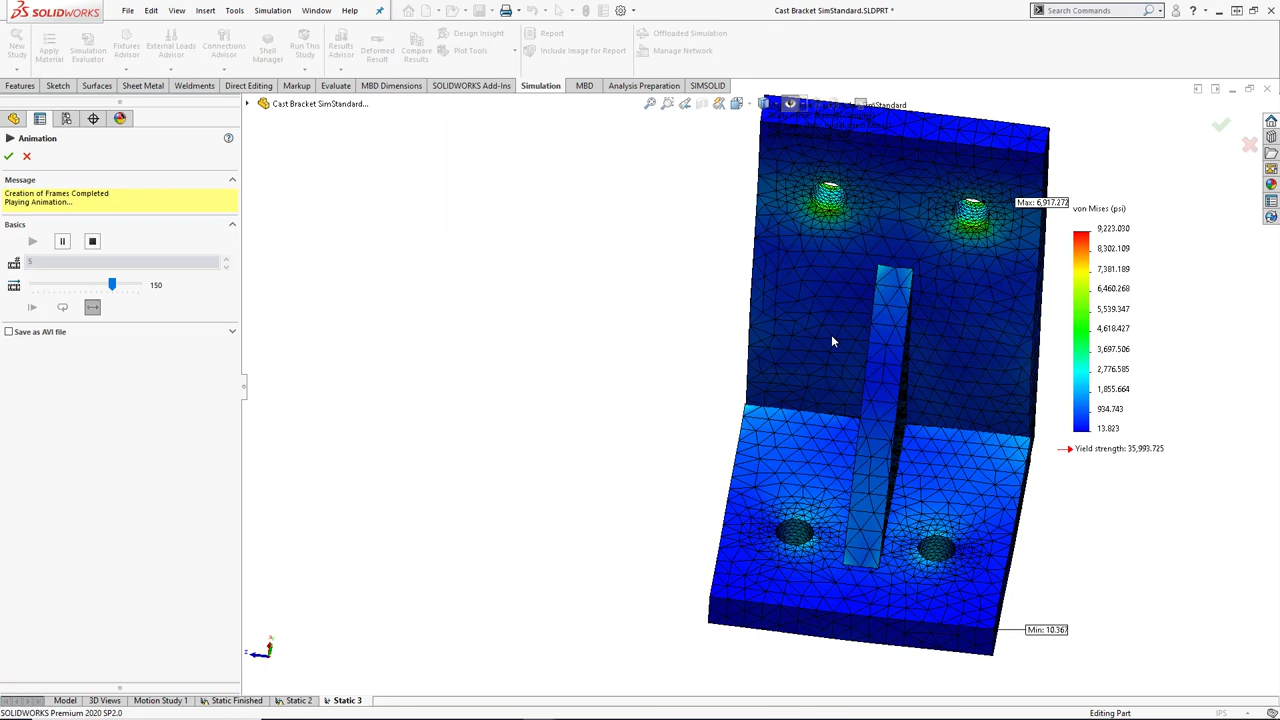 SOLIDWORKS File Edit View Insert Tools Simulation Window Help Cast Bracket SimStandard.SLDPRT * Search Commands
New Study
Apply Material
Simulation Evaluator
Fixtures Advisor
External Loads Advisor
Connections Advisor
Shell Manager
Run This Study
Results Advisor
Deformed Result
Compare Results
Design Insight
Plot Tools
Report
Include Image for Report
Offloaded Simulation
Manage Network
Features Sketch Surfaces Sheet Metal Weldments Direct Editing Markup Evaluate MBD Dimensions SOLIDWORKS Add-Ins Simulation MBD Analysis Preparation SIMSOLID
Cast Bracket SimStandard...
Animation
Message
Creation of Frames Completed
Playing Animation...
Basics
5
150
Save as AVI file
Max: 6,917.272
von Mises (psi)
9,223.030
8,302.109
7,381.189
6,460.268
5,539.347
4,618.427
3,697.506
2,776.585
1,855.664
934.743
13.823
Yield strength: 35,993.725
Min: 10.367
Model 3D Views Motion Study 1 Static Finished Static 2 Static 3
SOLIDWORKS Premium 2020 SP2.0 Editing Part IPS